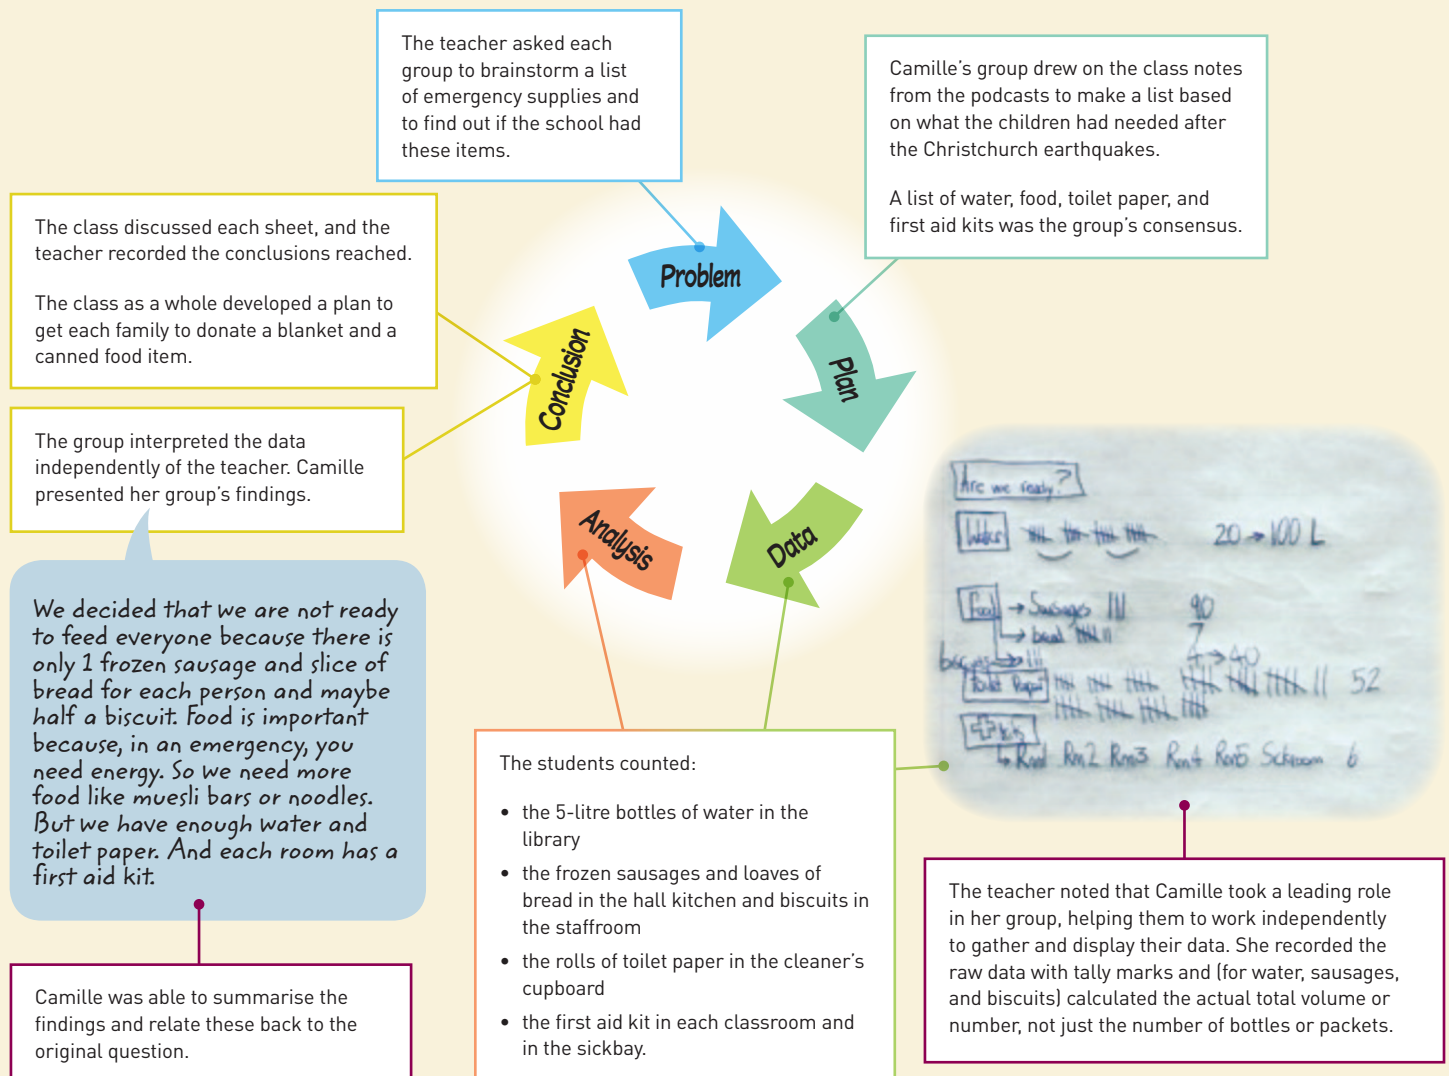 The teacher asked each
group to brainstorm a list
of emergency supplies and
to find out if the school had
these items.
Camille’s group drew on the class notes
from the podcasts to make a list based
on what the children had needed after
the Christchurch earthquakes.
A list of water, food, toilet paper, and
first aid kits was the group’s consensus.
The class discussed each sheet, and the
teacher recorded the conclusions reached.
The class as a whole developed a plan to
get each family to donate a blanket and a
canned food item.
The group interpreted the data
independently of the teacher. Camille
presented her group’s findings.
Problem
Plan
Data
Analysis
Conclusion
We decided that we are not ready
to feed everyone because there is
only 1 frozen sausage and slice of
bread for each person and maybe
half a biscuit. Food is important
because, in an emergency, you
need energy. So we need more
food like muesli bars or noodles.
But we have enough water and
toilet paper. And each room has a
first aid kit.
Camille was able to summarise the
findings and relate these back to the
original question.
The students counted:
• the 5-litre bottles of water in the
library
• the frozen sausages and loaves of
bread in the hall kitchen and biscuits in
the staffroom
• the rolls of toilet paper in the cleaner’s
cupboard
• the first aid kit in each classroom and
in the sickbay.
Are we ready?
Water 20 → 100 L
Food → Sausages 90
7
biscuits → 4 → 40
Toilet 52
Rm2 Rm3 Rm4 Rm5 6
The teacher noted that Camille took a leading role
in her group, helping them to work independently
to gather and display their data. She recorded the
raw data with tally marks and (for water, sausages,
and biscuits) calculated the actual total volume or
number, not just the number of bottles or packets.